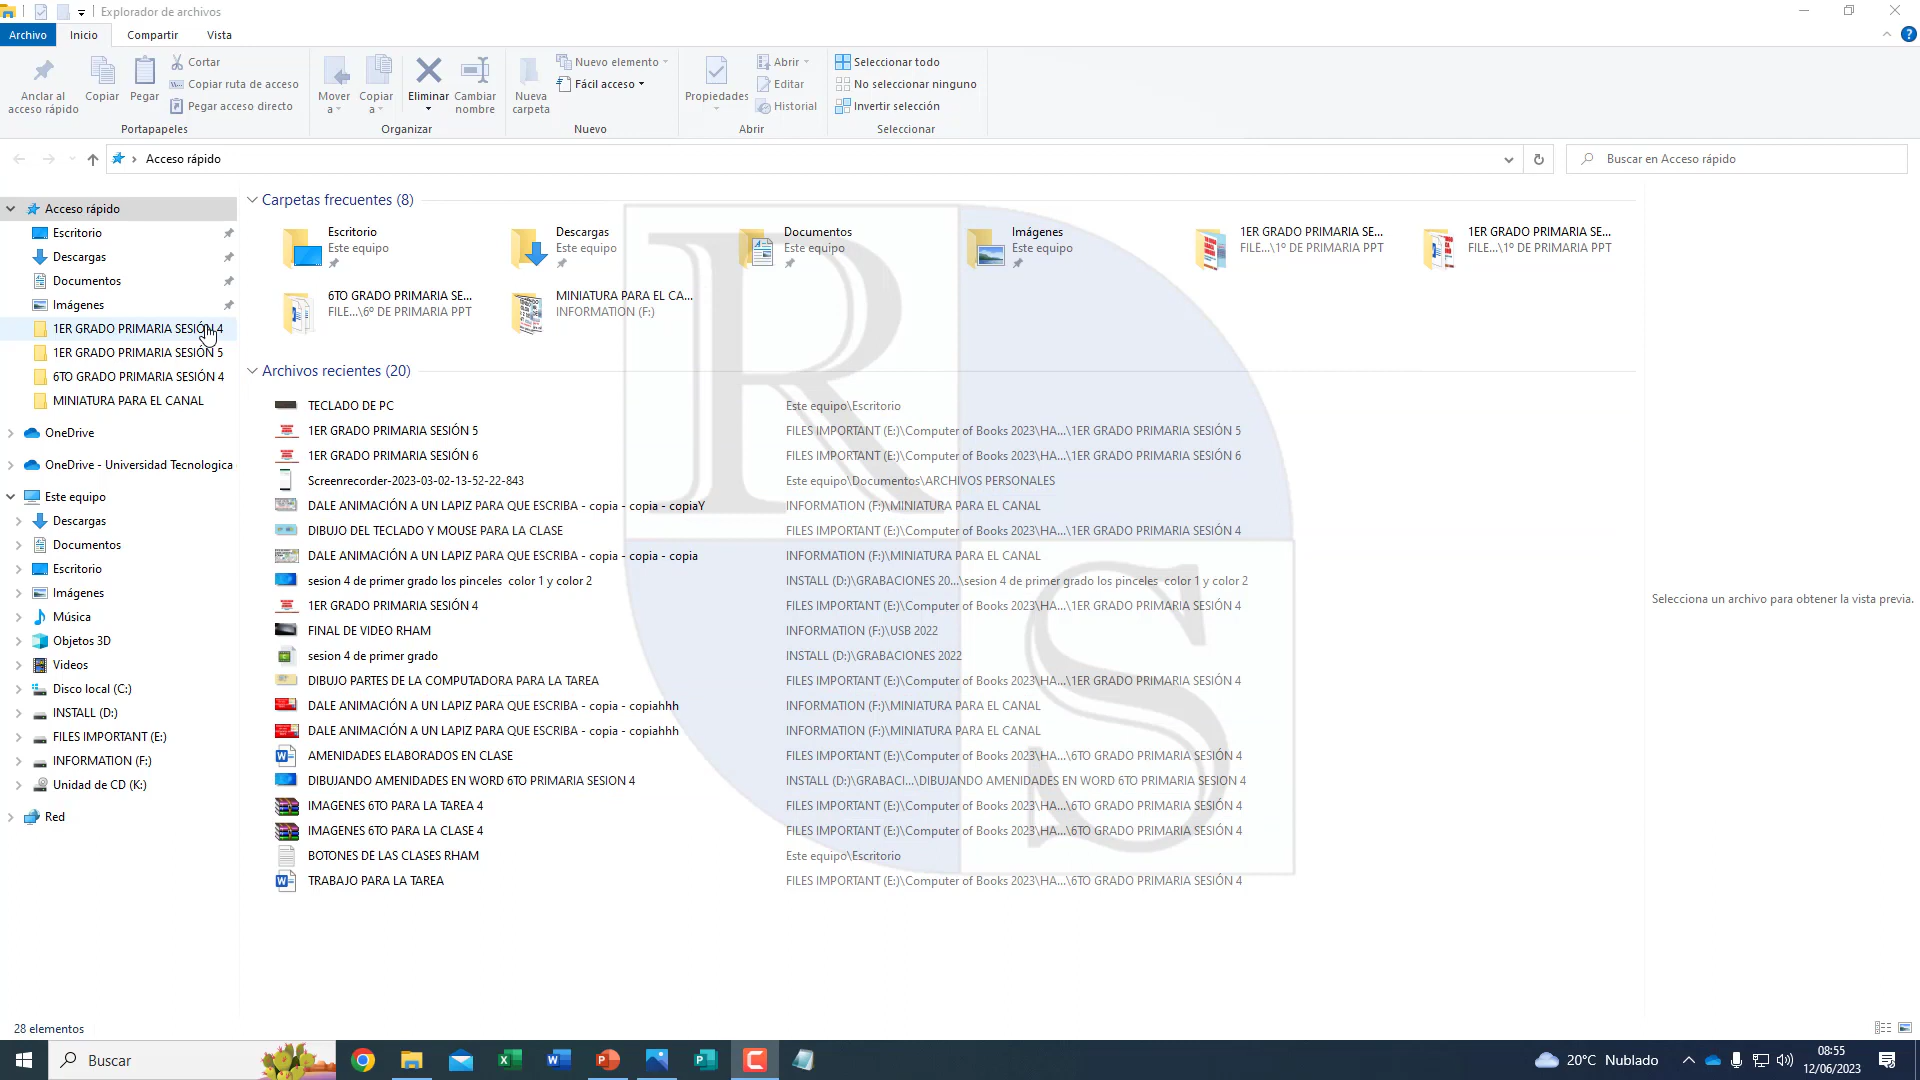 Explorador de archivos
Archivo Inicio Compartir Vista
Anclar al acceso rápido
Copiar
Pegar
Cortar
Copiar ruta de acceso
Pegar acceso directo
Portapapeles
Mover a
Copiar a
Eliminar
Cambiar nombre
Organizar
Nueva carpeta
Nuevo elemento
Fácil acceso
Nuevo
Propiedades
Abrir
Editar
Historial
Abrir
Seleccionar todo
No seleccionar ninguno
Invertir selección
Seleccionar
Acceso rápido
Buscar en Acceso rápido
Acceso rápido
Escritorio
Descargas
Documentos
Imágenes
1ER GRADO PRIMARIA SESIÓN 4
1ER GRADO PRIMARIA SESIÓN 5
6TO GRADO PRIMARIA SESIÓN 4
MINIATURA PARA EL CANAL
OneDrive
OneDrive - Universidad Tecnologica
Este equipo
Descargas
Documentos
Escritorio
Imágenes
Música
Objetos 3D
Videos
Disco local (C:)
INSTALL (D:)
FILES IMPORTANT (E:)
INFORMATION (F:)
Unidad de CD (K:)
Red
Carpetas frecuentes (8)
Escritorio
Este equipo
Descargas
Este equipo
Documentos
Este equipo
Imágenes
Este equipo
1ER GRADO PRIMARIA SE...
FILE...\1º DE PRIMARIA PPT
1ER GRADO PRIMARIA SE...
FILE...\1º DE PRIMARIA PPT
6TO GRADO PRIMARIA SE...
FILE...\6º DE PRIMARIA PPT
MINIATURA PARA EL CA...
INFORMATION (F:)
Archivos recientes (20)
TECLADO DE PC Este equipo\Escritorio
1ER GRADO PRIMARIA SESIÓN 5 FILES IMPORTANT (E:)\Computer of Books 2023\HA...\1ER GRADO PRIMARIA SESIÓN 5
1ER GRADO PRIMARIA SESIÓN 6 FILES IMPORTANT (E:)\Computer of Books 2023\HA...\1ER GRADO PRIMARIA SESIÓN 6
Screenrecorder-2023-03-02-13-52-22-843 Este equipo\Documentos\ARCHIVOS PERSONALES
DALE ANIMACIÓN A UN LAPIZ PARA QUE ESCRIBA - copia - copia - copiaY INFORMATION (F:)\MINIATURA PARA EL CANAL
DIBUJO DEL TECLADO Y MOUSE PARA LA CLASE FILES IMPORTANT (E:)\Computer of Books 2023\HA...\1ER GRADO PRIMARIA SESIÓN 4
DALE ANIMACIÓN A UN LAPIZ PARA QUE ESCRIBA - copia - copia - copia INFORMATION (F:)\MINIATURA PARA EL CANAL
sesion 4 de primer grado los pinceles color 1 y color 2 INSTALL (D:)\GRABACIONES 20...\sesion 4 de primer grado los pinceles color 1 y color 2
1ER GRADO PRIMARIA SESIÓN 4 FILES IMPORTANT (E:)\Computer of Books 2023\HA...\1ER GRADO PRIMARIA SESIÓN 4
FINAL DE VIDEO RHAM INFORMATION (F:)\USB 2022
sesion 4 de primer grado INSTALL (D:)\GRABACIONES 2022
DIBUJO PARTES DE LA COMPUTADORA PARA LA TAREA FILES IMPORTANT (E:)\Computer of Books 2023\HA...\1ER GRADO PRIMARIA SESIÓN 4
DALE ANIMACIÓN A UN LAPIZ PARA QUE ESCRIBA - copia - copiahhh INFORMATION (F:)\MINIATURA PARA EL CANAL
DALE ANIMACIÓN A UN LAPIZ PARA QUE ESCRIBA - copia - copiahhh INFORMATION (F:)\MINIATURA PARA EL CANAL
AMENIDADES ELABORADOS EN CLASE FILES IMPORTANT (E:)\Computer of Books 2023\HA...\6TO GRADO PRIMARIA SESIÓN 4
DIBUJANDO AMENIDADES EN WORD 6TO PRIMARIA SESION 4 INSTALL (D:)\GRABACI...\DIBUJANDO AMENIDADES EN WORD 6TO PRIMARIA SESION 4
IMAGENES 6TO PARA LA TAREA 4 FILES IMPORTANT (E:)\Computer of Books 2023\HA...\6TO GRADO PRIMARIA SESIÓN 4
IMAGENES 6TO PARA LA CLASE 4 FILES IMPORTANT (E:)\Computer of Books 2023\HA...\6TO GRADO PRIMARIA SESIÓN 4
BOTONES DE LAS CLASES RHAM Este equipo\Escritorio
TRABAJO PARA LA TAREA FILES IMPORTANT (E:)\Computer of Books 2023\HA...\6TO GRADO PRIMARIA SESIÓN 4
R
S
Selecciona un archivo para obtener la vista previa.
28 elementos
Buscar
20°C Nublado
08:55
12/06/2023